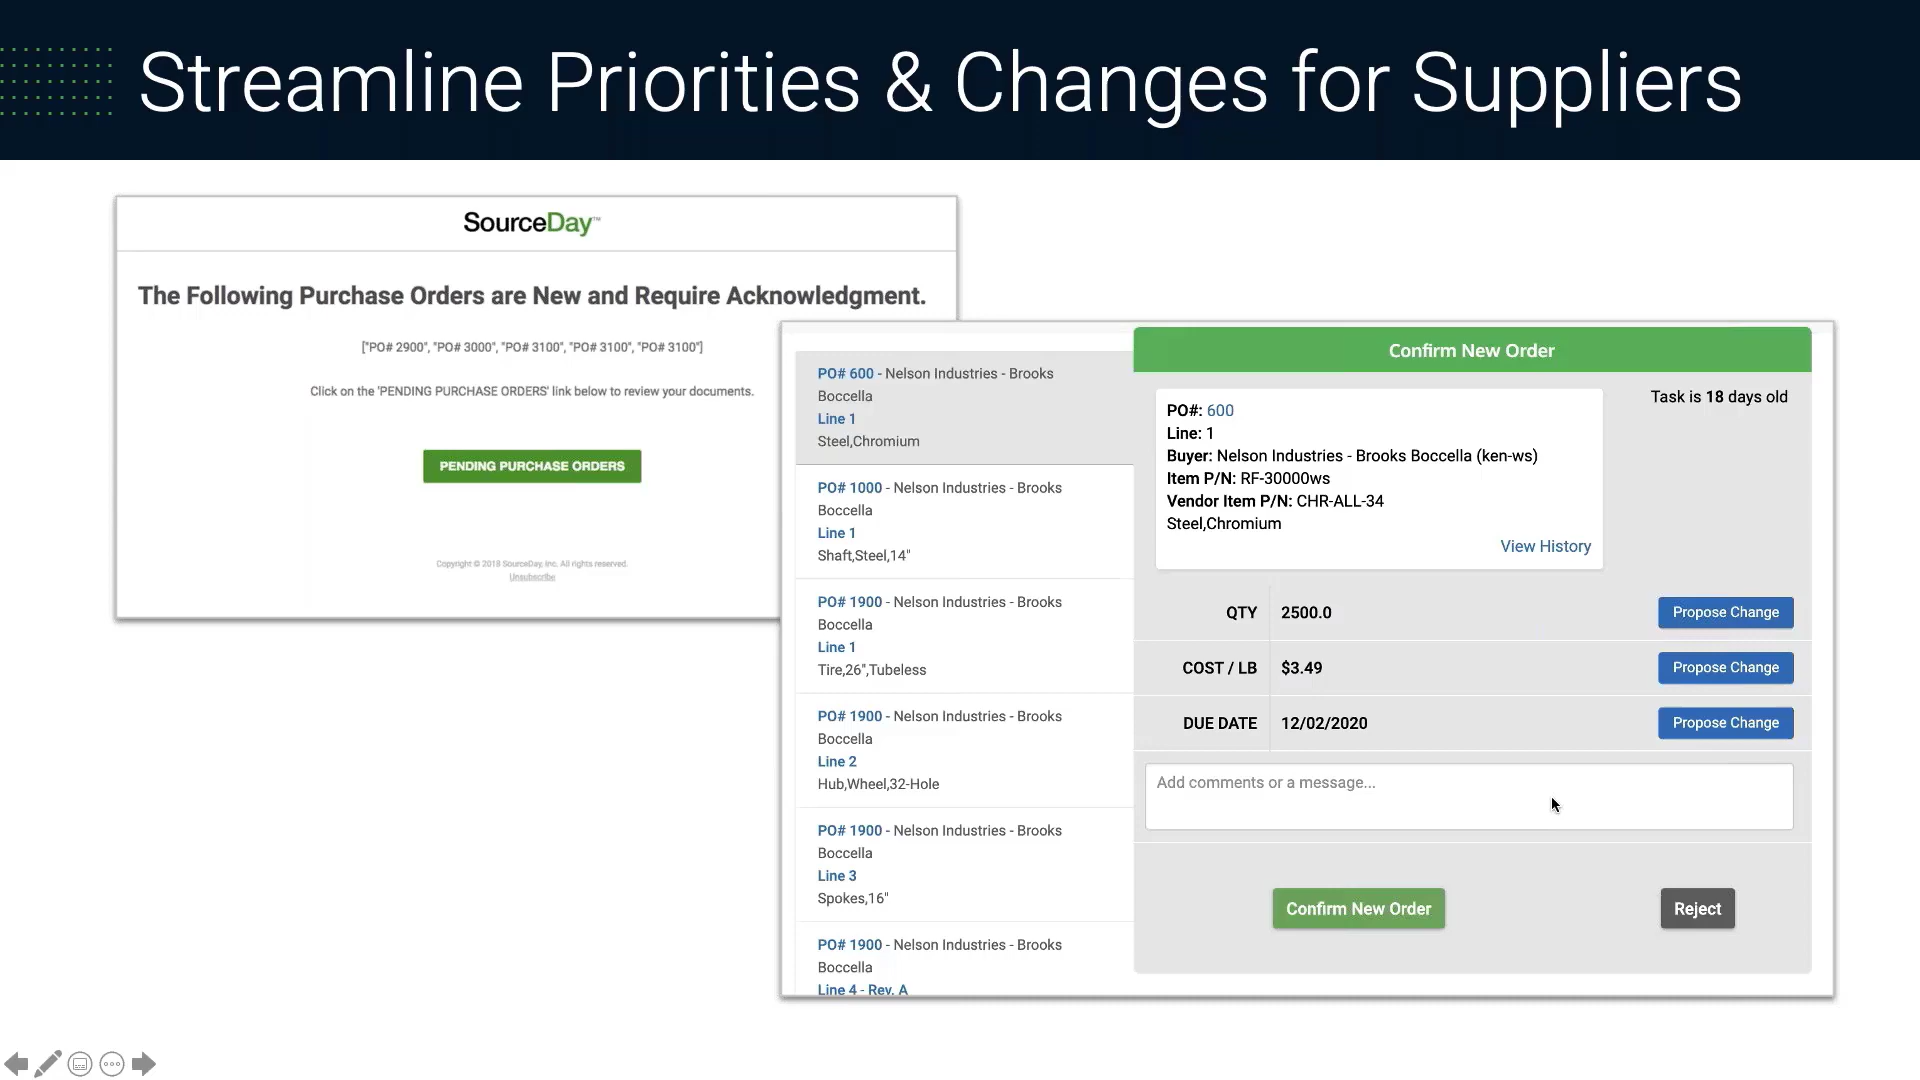 Streamline Priorities & Changes for Suppliers
SourceDay™
The Following Purchase Orders are New and Require Acknowledgment.
["PO# 2900", "PO# 3000", "PO# 3100", "PO# 3100", "PO# 3100"]
Click on the 'PENDING PURCHASE ORDERS' link below to review your documents.
PENDING PURCHASE ORDERS
Copyright © 2018 SourceDay, Inc. All rights reserved.
Unsubscribe
PO# 600 - Nelson Industries - Brooks
Boccella
Line 1
Steel,Chromium
PO# 1000 - Nelson Industries - Brooks
Boccella
Line 1
Shaft,Steel,14"
PO# 1900 - Nelson Industries - Brooks
Boccella
Line 1
Tire,26",Tubeless
PO# 1900 - Nelson Industries - Brooks
Boccella
Line 2
Hub,Wheel,32-Hole
PO# 1900 - Nelson Industries - Brooks
Boccella
Line 3
Spokes,16"
PO# 1900 - Nelson Industries - Brooks
Boccella
Line 4 - Rev. A
Confirm New Order
Task is 18 days old
PO#: 600
Line: 1
Buyer: Nelson Industries - Brooks Boccella (ken-ws)
Item P/N: RF-30000ws
Vendor Item P/N: CHR-ALL-34
Steel,Chromium
View History
QTY 2500.0 Propose Change
COST / LB $3.49 Propose Change
DUE DATE 12/02/2020 Propose Change
Add comments or a message...
Confirm New Order Reject